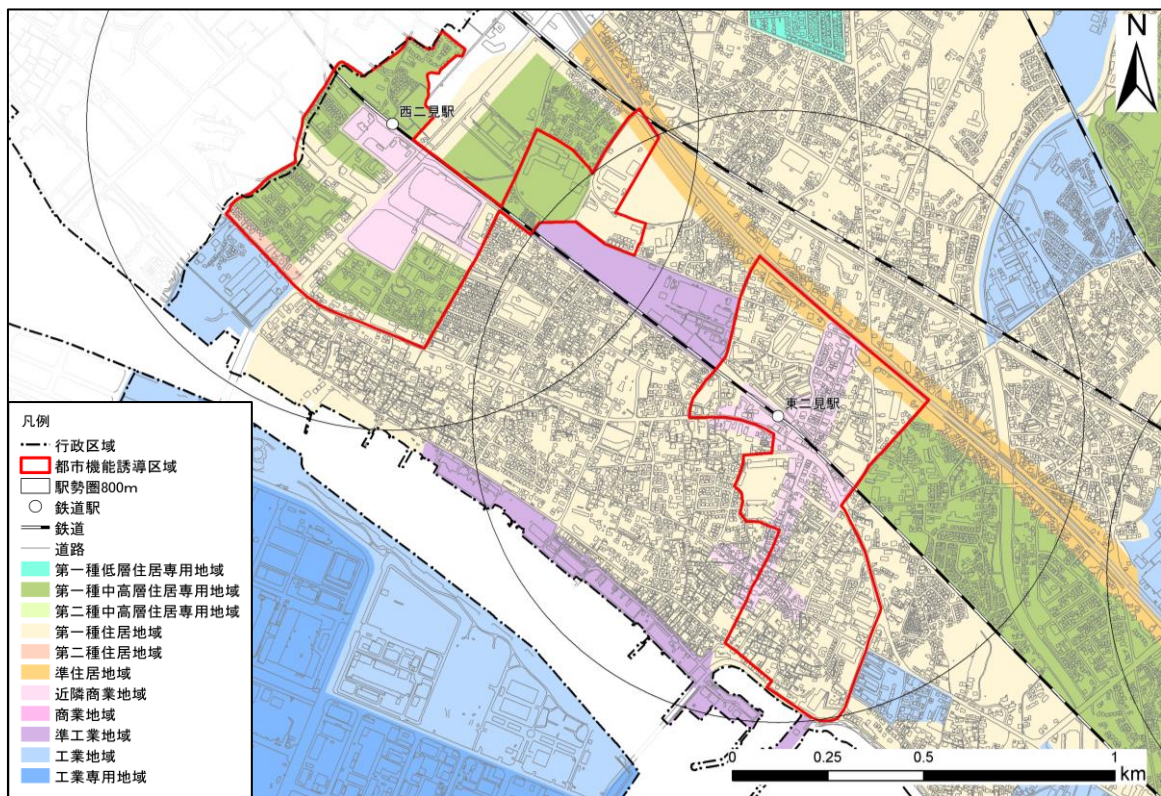 N
西二見駅
東二見駅
凡例
行政区域
都市機能誘導区域
駅勢圏800m
鉄道駅
鉄道
道路
第一種低層住居専用地域
第一種中高層住居専用地域
第二種中高層住居専用地域
第一種住居地域
第二種住居地域
準住居地域
近隣商業地域
商業地域
準工業地域
工業地域
工業専用地域
0 0.25 0.5 1
km